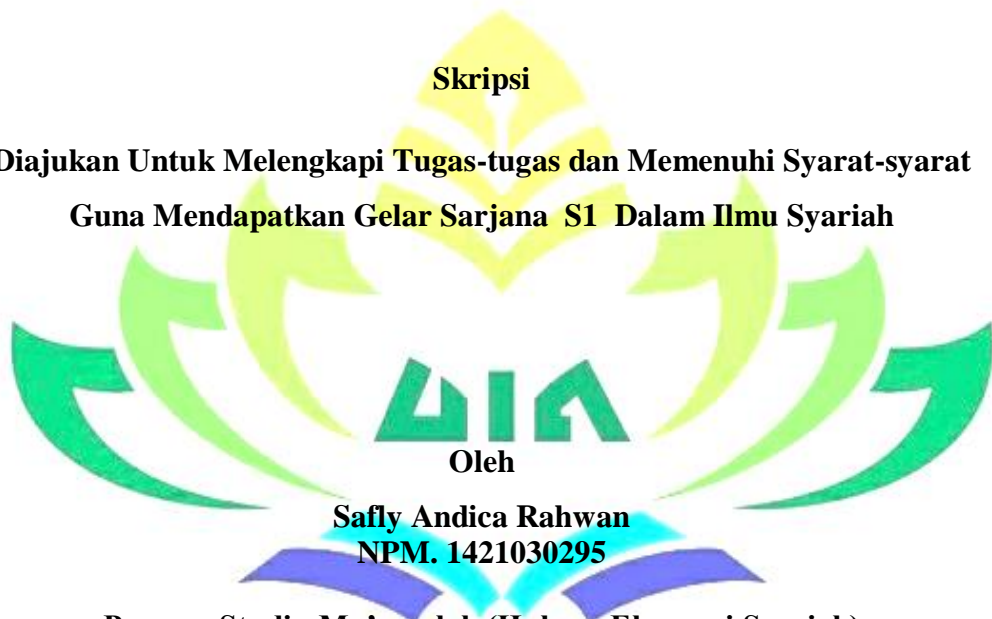 Skripsi
Diajukan Untuk Melengkapi Tugas-tugas dan Memenuhi Syarat-syarat
Guna Mendapatkan Gelar Sarjana S1 Dalam Ilmu Syariah
UIN
Oleh
Safly Andica Rahwan
NPM. 1421030295